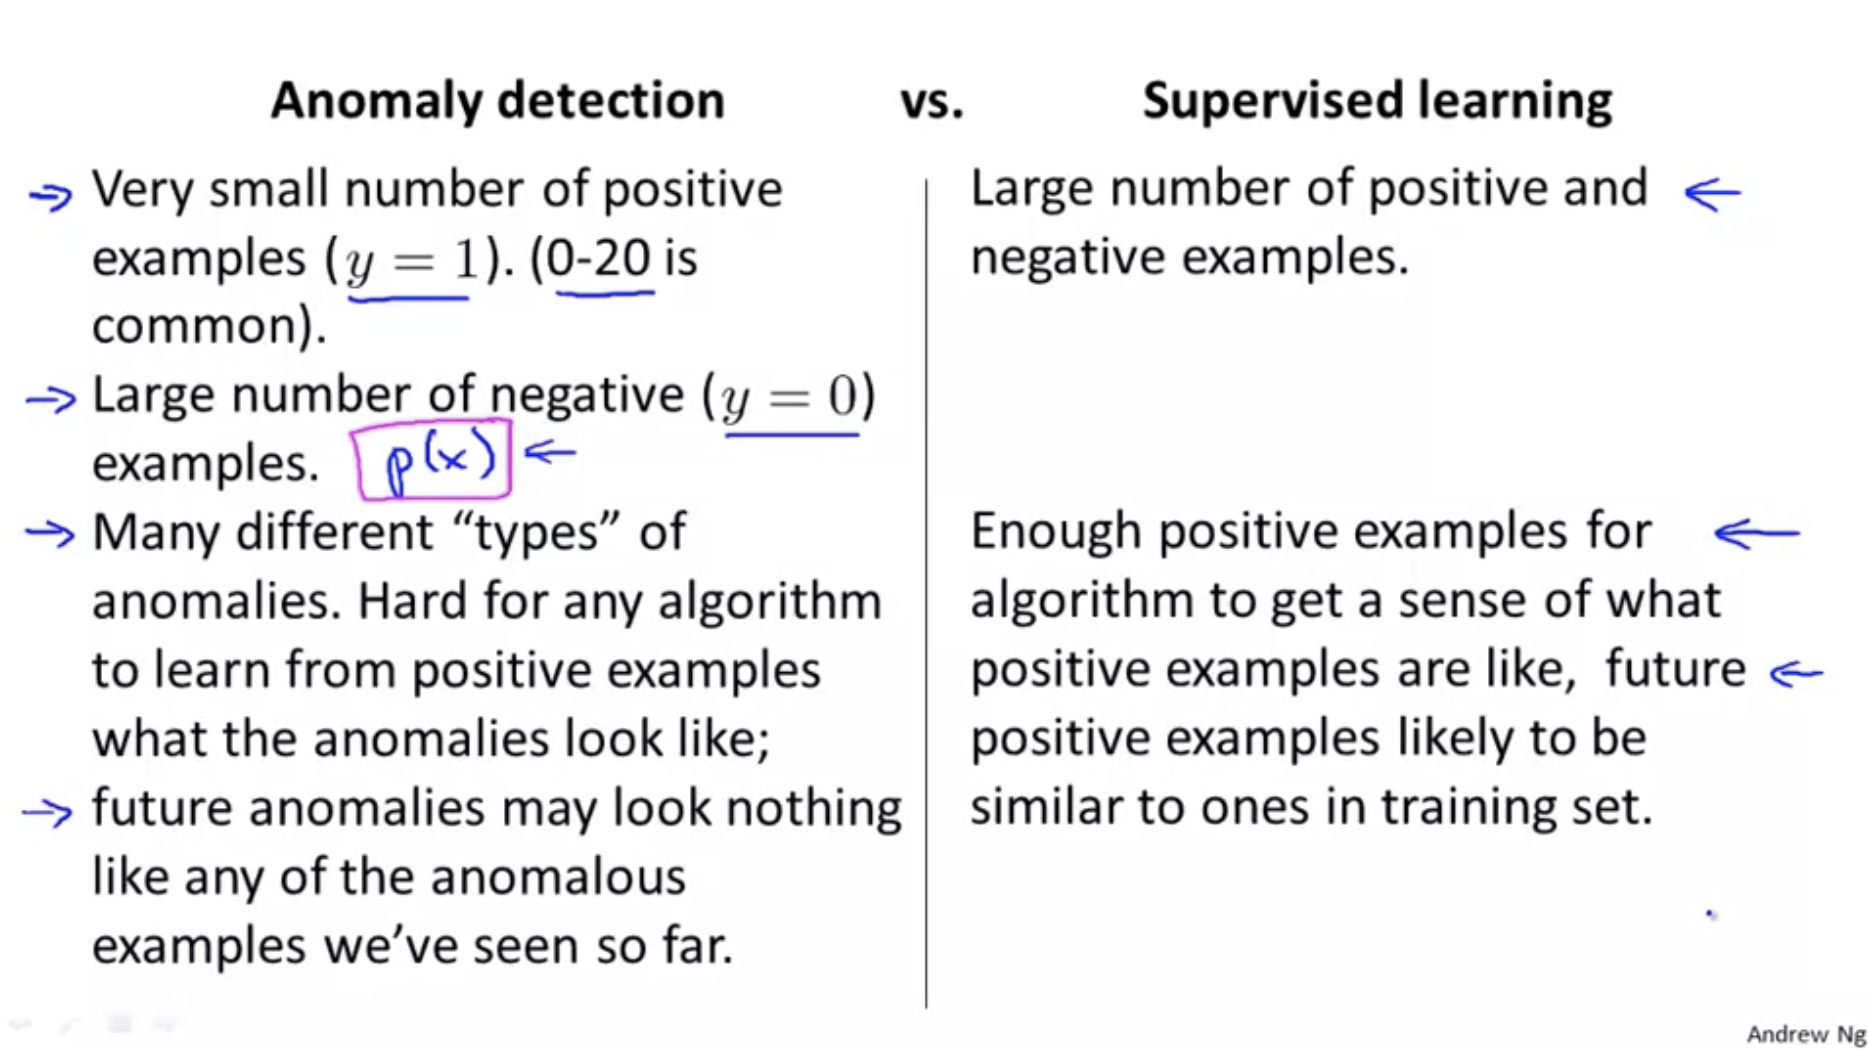 Anomaly detection vs. Supervised learning
→ Very small number of positive
examples (y = 1). (0-20 is
common).
→ Large number of negative (y = 0)
examples. p(x) ←
→ Many different “types” of
anomalies. Hard for any algorithm
to learn from positive examples
what the anomalies look like;
→ future anomalies may look nothing
like any of the anomalous
examples we’ve seen so far.
Large number of positive and ←
negative examples.
Enough positive examples for ←
algorithm to get a sense of what
positive examples are like, future ←
positive examples likely to be
similar to ones in training set.
Andrew Ng